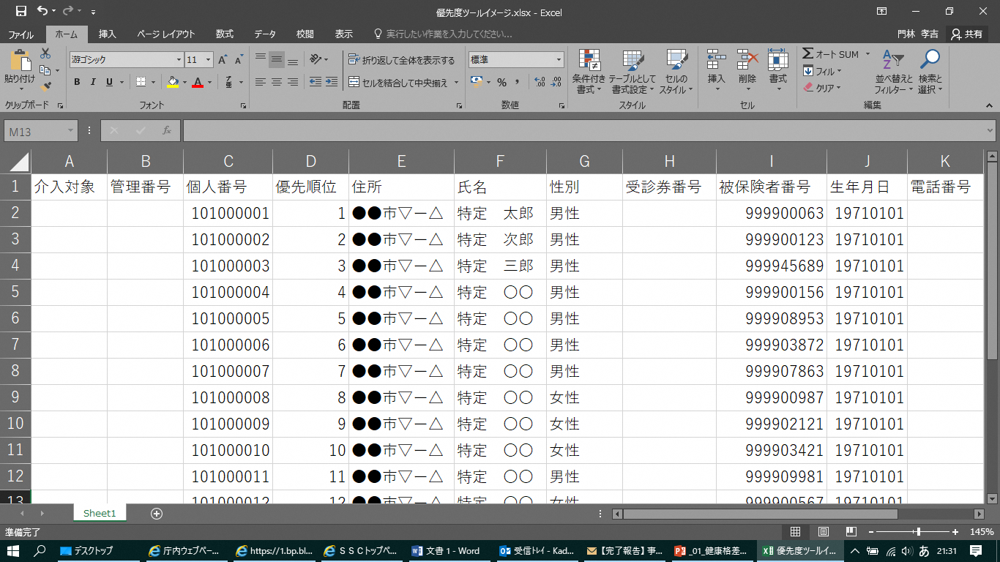 優先度ツールイメージ.xlsx - Excel
ファイル ホーム 挿入 ページ レイアウト 数式 データ 校閲 表示 実行したい作業を入力してください... 門林 孝吉 共有
貼り付け
游ゴシック 11
B I U
折り返して全体を表示する
セルを結合して中央揃え
標準
条件付き書式
テーブルとして書式設定
セルのスタイル
挿入 削除 書式
Σ オート SUM
フィル
クリア
並べ替えとフィルター
検索と選択
クリップボード フォント 配置 数値 スタイル セル 編集
M13 fx
A B C D E F G H I J K
1 介入対象 管理番号 個人番号 優先順位 住所 氏名 性別 受診券番号 被保険者番号 生年月日 電話番号
2 101000001 1 ●●市▽ー△ 特定 太郎 男性 999900063 19710101
3 101000002 2 ●●市▽ー△ 特定 次郎 男性 999900123 19710101
4 101000003 3 ●●市▽ー△ 特定 三郎 男性 999945689 19710101
5 101000004 4 ●●市▽ー△ 特定 〇〇 男性 999900156 19710101
6 101000005 5 ●●市▽ー△ 特定 〇〇 男性 999908953 19710101
7 101000006 6 ●●市▽ー△ 特定 〇〇 男性 999903872 19710101
8 101000007 7 ●●市▽ー△ 特定 〇〇 男性 999907863 19710101
9 101000008 8 ●●市▽ー△ 特定 〇〇 女性 999900987 19710101
10 101000009 9 ●●市▽ー△ 特定 〇〇 女性 999902121 19710101
11 101000010 10 ●●市▽ー△ 特定 〇〇 女性 999903421 19710101
12 101000011 11 ●●市▽ー△ 特定 〇〇 男性 999909981 19710101
13 101000012 12 ●●市▽ー△ 特定 〇〇 女性 999900567 19710101
Sheet1
準備完了 145%
デスクトップ 庁内ウェブペー... https://1.bp.bl... ＳＳＣトップペ... 文書 1 - Word 受信トレイ - Kad... 【完了報告】事... _01_健康格差... 優先度ツールイ... あ 21:31